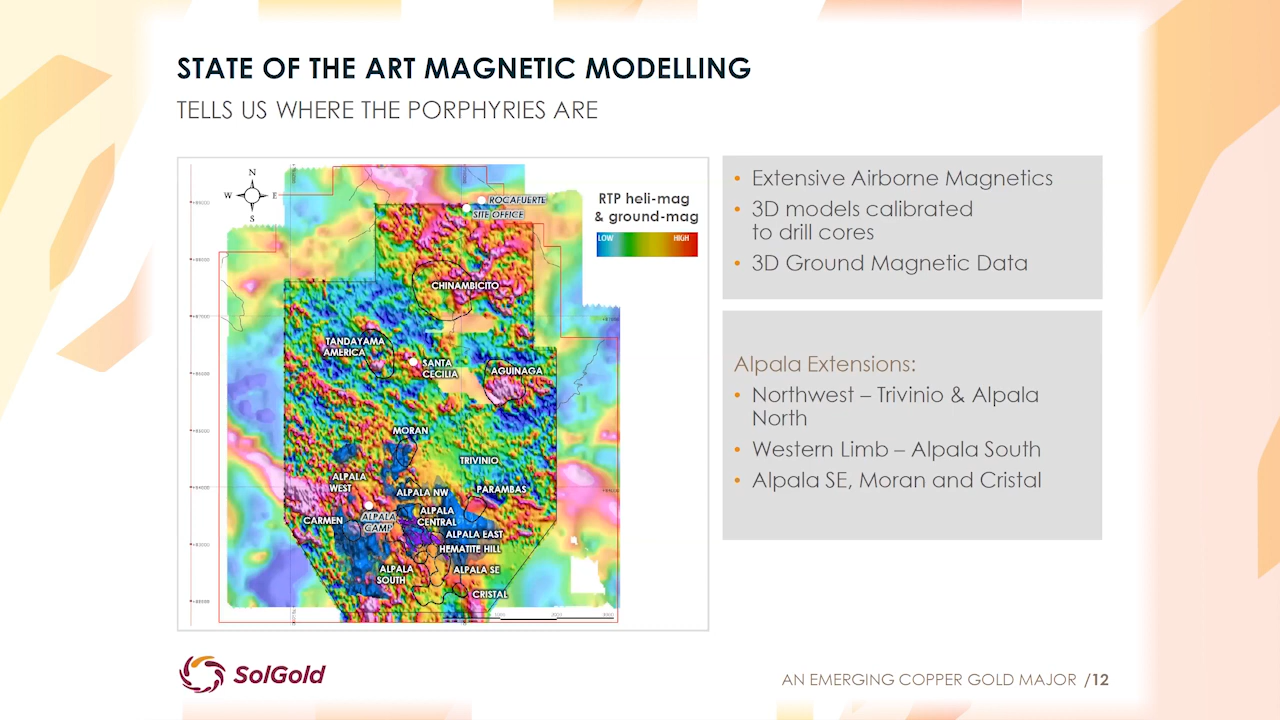 STATE OF THE ART MAGNETIC MODELLING
TELLS US WHERE THE PORPHYRIES ARE
N
W
E
S
ROCAFUERTE
SITE OFFICE
RTP heli-mag
& ground-mag
LOW
HIGH
CHINAMBICITO
TANDAYAMA
AMERICA
SANTA
CECILIA
AGUINAGA
MORAN
TRIVINIO
ALPALA
WEST
ALPALA NW
PARAMBAS
CARMEN
ALPALA
CAMP
ALPALA
CENTRAL
ALPALA EAST
HEMATITE HILL
ALPALA
SOUTH
ALPALA SE
CRISTAL
• Extensive Airborne Magnetics
• 3D models calibrated
to drill cores
• 3D Ground Magnetic Data
Alpala Extensions:
• Northwest – Trivinio & Alpala
North
• Western Limb – Alpala South
• Alpala SE, Moran and Cristal
SolGold
AN EMERGING COPPER GOLD MAJOR /12